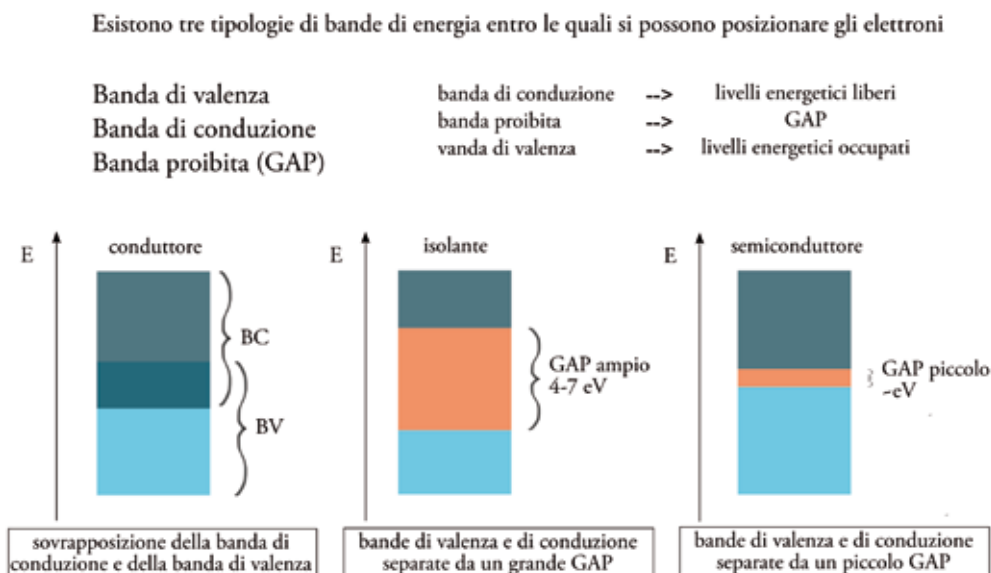 Esistono tre tipologie di bande di energia entro le quali si possono posizionare gli elettroni
Banda di valenza
Banda di conduzione
Banda proibita (GAP)
banda di conduzione --> livelli energetici liberi
banda proibita --> GAP
vanda di valenza --> livelli energetici occupati
E
conduttore
BC
BV
sovrapposizione della banda di
conduzione e della banda di valenza
E
isolante
GAP ampio
4-7 eV
bande di valenza e di conduzione
separate da un grande GAP
E
semiconduttore
GAP piccolo
~eV
bande di valenza e di conduzione
separate da un piccolo GAP